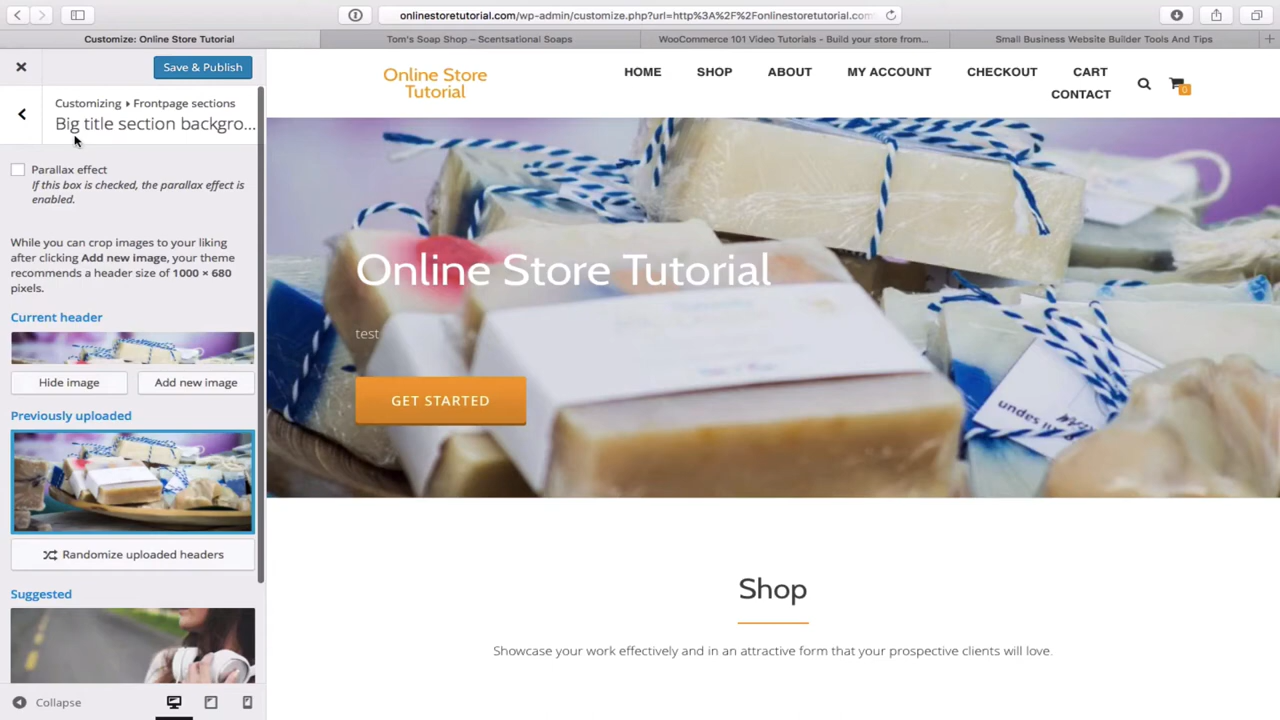 onlinestoretutorial.com/wp-admin/customize.php?url=http%3A%2F%2Fonlinestoretutorial.com
Customize: Online Store Tutorial
Tom's Soap Shop — Scentsational Soaps
WooCommerce 101 Video Tutorials - Build your store from...
Small Business Website Builder Tools And Tips
Save & Publish
Customizing ▸ Frontpage sections
Big title section backgro...
Parallax effect
If this box is checked, the parallax effect is
enabled.
While you can crop images to your liking
after clicking Add new image, your theme
recommends a header size of 1000 × 680
pixels.
Current header
Hide image
Add new image
Previously uploaded
Randomize uploaded headers
Suggested
Collapse
Online Store
Tutorial
HOME
SHOP
ABOUT
MY ACCOUNT
CHECKOUT
CART
CONTACT
0
Online Store Tutorial
test
GET STARTED
Shop
Showcase your work effectively and in an attractive form that your prospective clients will love.